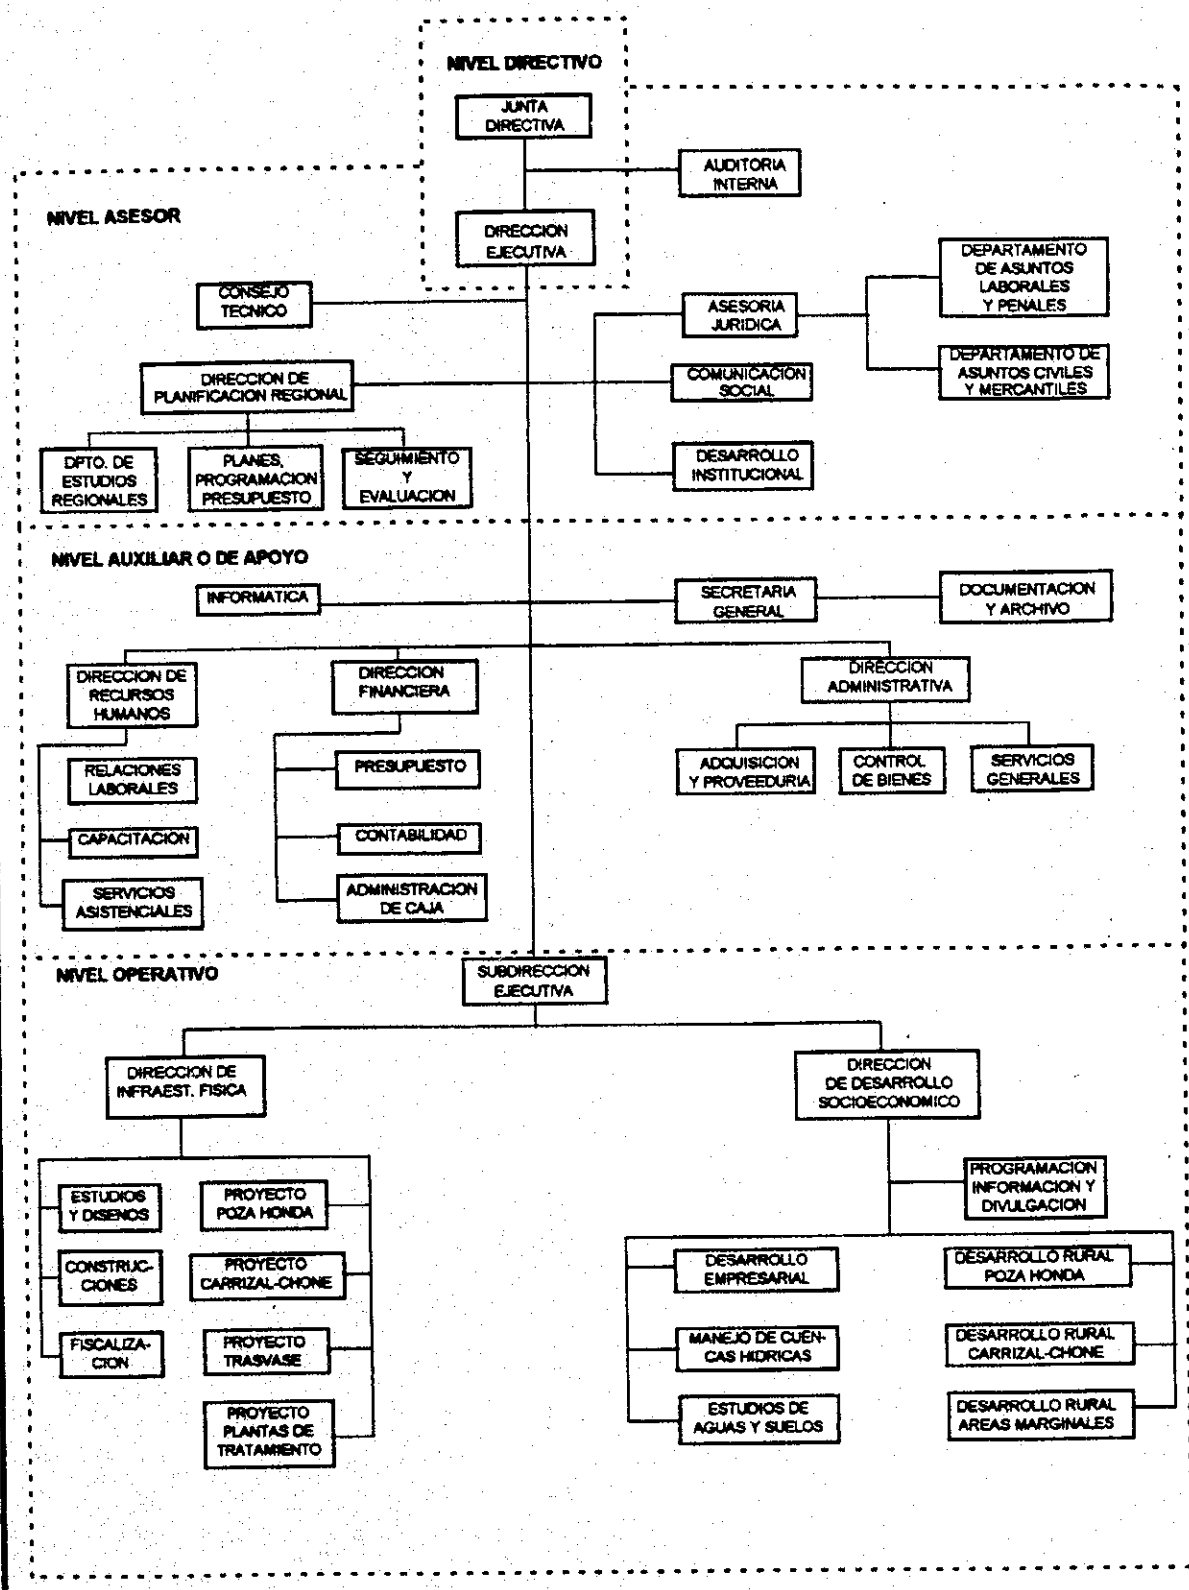 NIVEL DIRECTIVO
JUNTA
DIRECTIVA
AUDITORIA
INTERNA
NIVEL ASESOR
DIRECCION
EJECUTIVA
CONSEJO
TECNICO
ASESORIA
JURIDICA
DEPARTAMENTO
DE ASUNTOS
LABORALES
Y PENALES
DEPARTAMENTO DE
ASUNTOS CIVILES
Y MERCANTILES
DIRECCION DE
PLANIFICACION REGIONAL
COMUNICACION
SOCIAL
DPTO. DE
ESTUDIOS
REGIONALES
PLANES,
PROGRAMACION
PRESUPUESTO
SEGUIMIENTO
Y
EVALUACION
DESARROLLO
INSTITUCIONAL
NIVEL AUXILIAR O DE APOYO
INFORMATICA
SECRETARIA
GENERAL
DOCUMENTACION
Y ARCHIVO
DIRECCION DE
RECURSOS
HUMANOS
DIRECCION
FINANCIERA
DIRECCION
ADMINISTRATIVA
RELACIONES
LABORALES
CAPACITACION
SERVICIOS
ASISTENCIALES
PRESUPUESTO
CONTABILIDAD
ADMINISTRACION
DE CAJA
ADQUISICION
Y PROVEEDURIA
CONTROL
DE BIENES
SERVICIOS
GENERALES
NIVEL OPERATIVO
SUBDIRECCION
EJECUTIVA
DIRECCION DE
INFRAEST. FISICA
DIRECCION
DE DESARROLLO
SOCIOECONOMICO
ESTUDIOS
Y DISENOS
CONSTRUC-
CIONES
FISCALIZA-
CION
PROYECTO
POZA HONDA
PROYECTO
CARRIZAL-CHONE
PROYECTO
TRASVASE
PROYECTO
PLANTAS DE
TRATAMIENTO
PROGRAMACION
INFORMACION Y
DIVULGACION
DESARROLLO
EMPRESARIAL
MANEJO DE CUEN-
CAS HIDRICAS
ESTUDIOS DE
AGUAS Y SUELOS
DESARROLLO RURAL
POZA HONDA
DESARROLLO RURAL
CARRIZAL-CHONE
DESARROLLO RURAL
AREAS MARGINALES